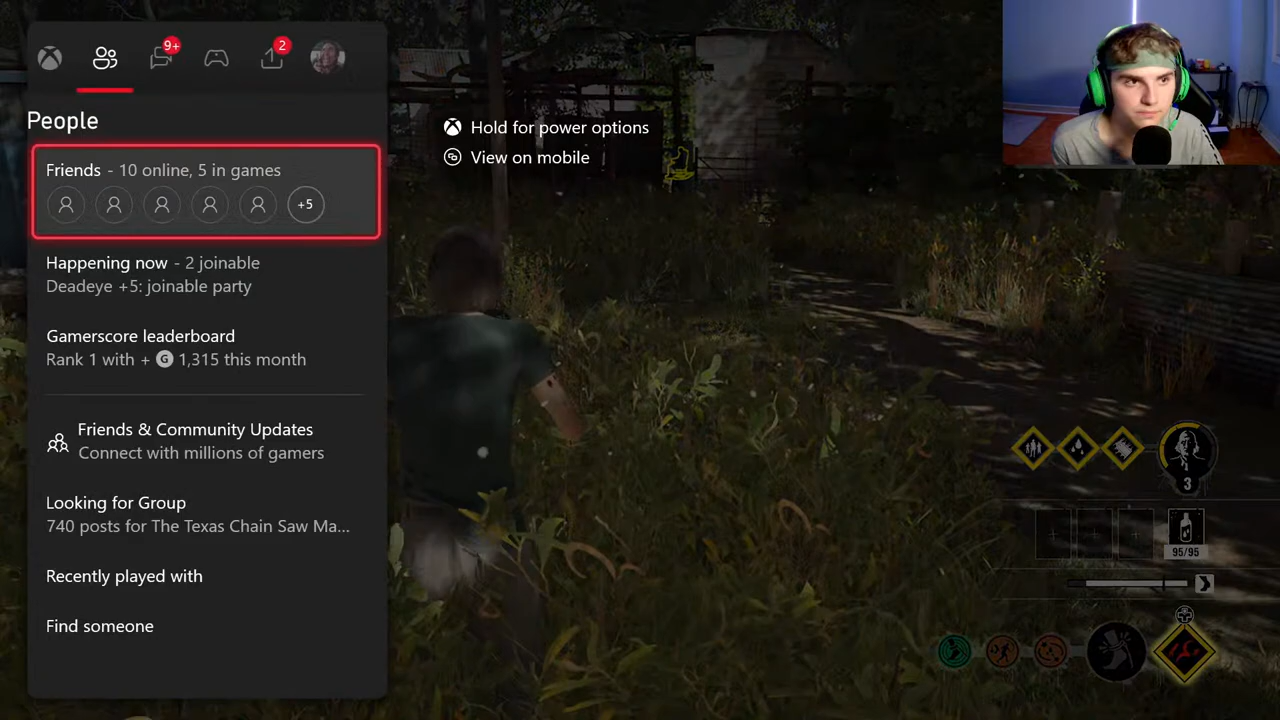 9+
2
People
Friends - 10 online, 5 in games
+5
Happening now - 2 joinable
Deadeye +5: joinable party
Gamerscore leaderboard
Rank 1 with + G 1,315 this month
Friends & Community Updates
Connect with millions of gamers
Looking for Group
740 posts for The Texas Chain Saw Ma...
Recently played with
Find someone
Hold for power options
View on mobile
3
95/95